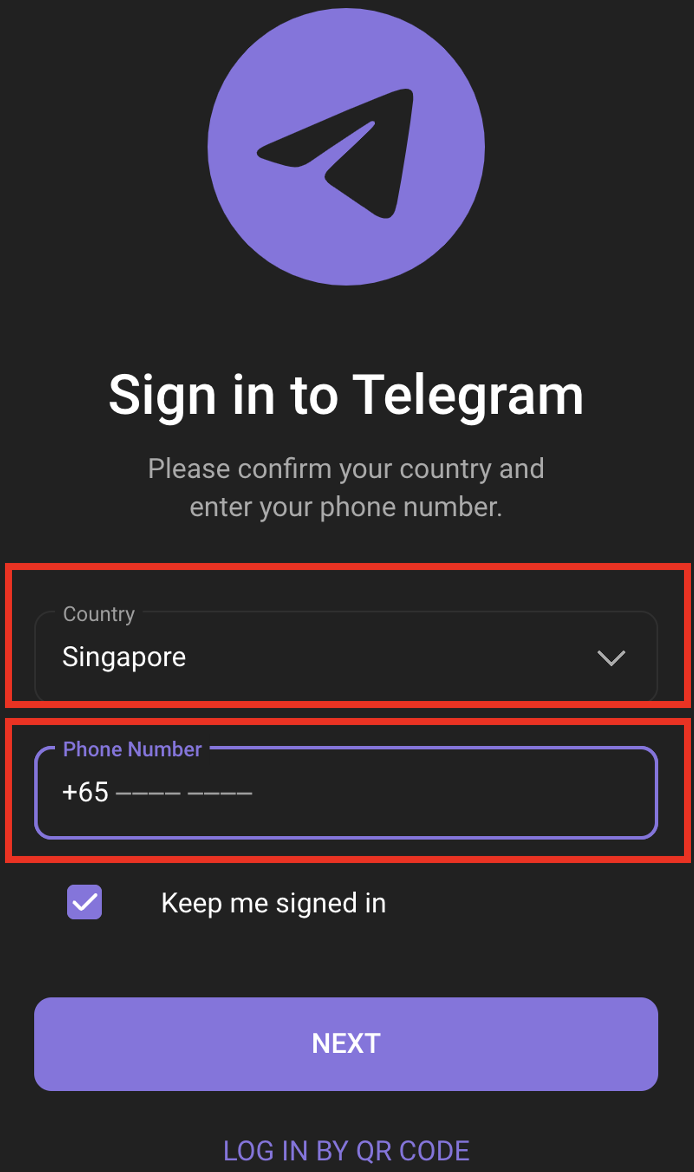 Sign in to Telegram
Please confirm your country and
enter your phone number.
Country
Singapore
Phone Number
+65 –––– ––––
Keep me signed in
NEXT
LOG IN BY QR CODE